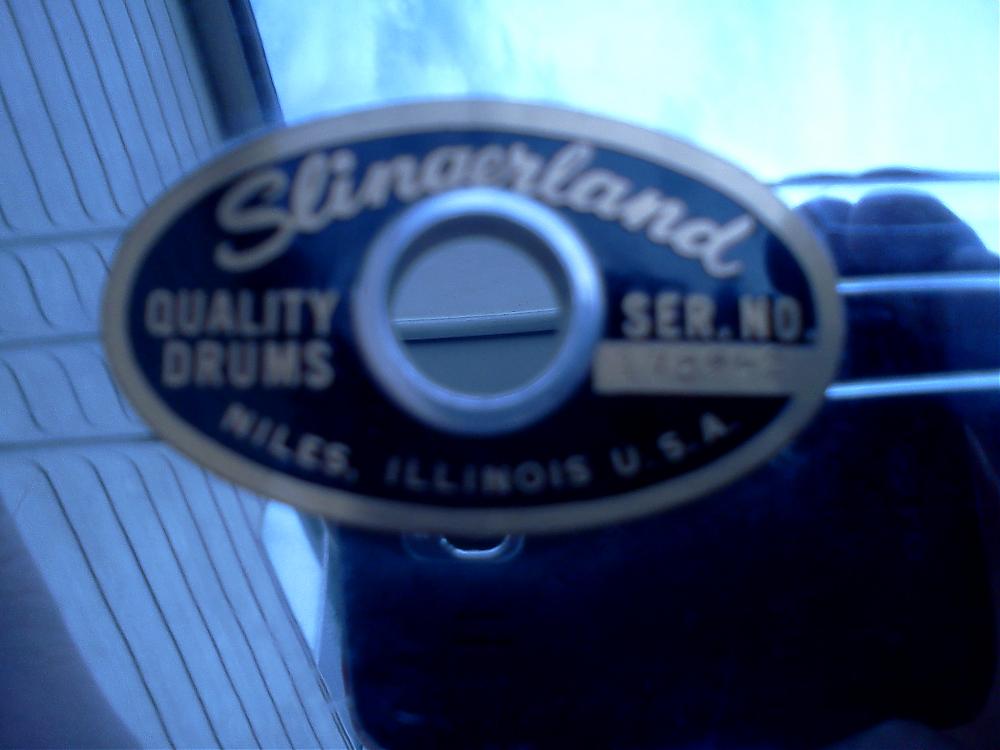 Slingerland
QUALITY
DRUMS
SER. NO.
NILES, ILLINOIS U.S.A.